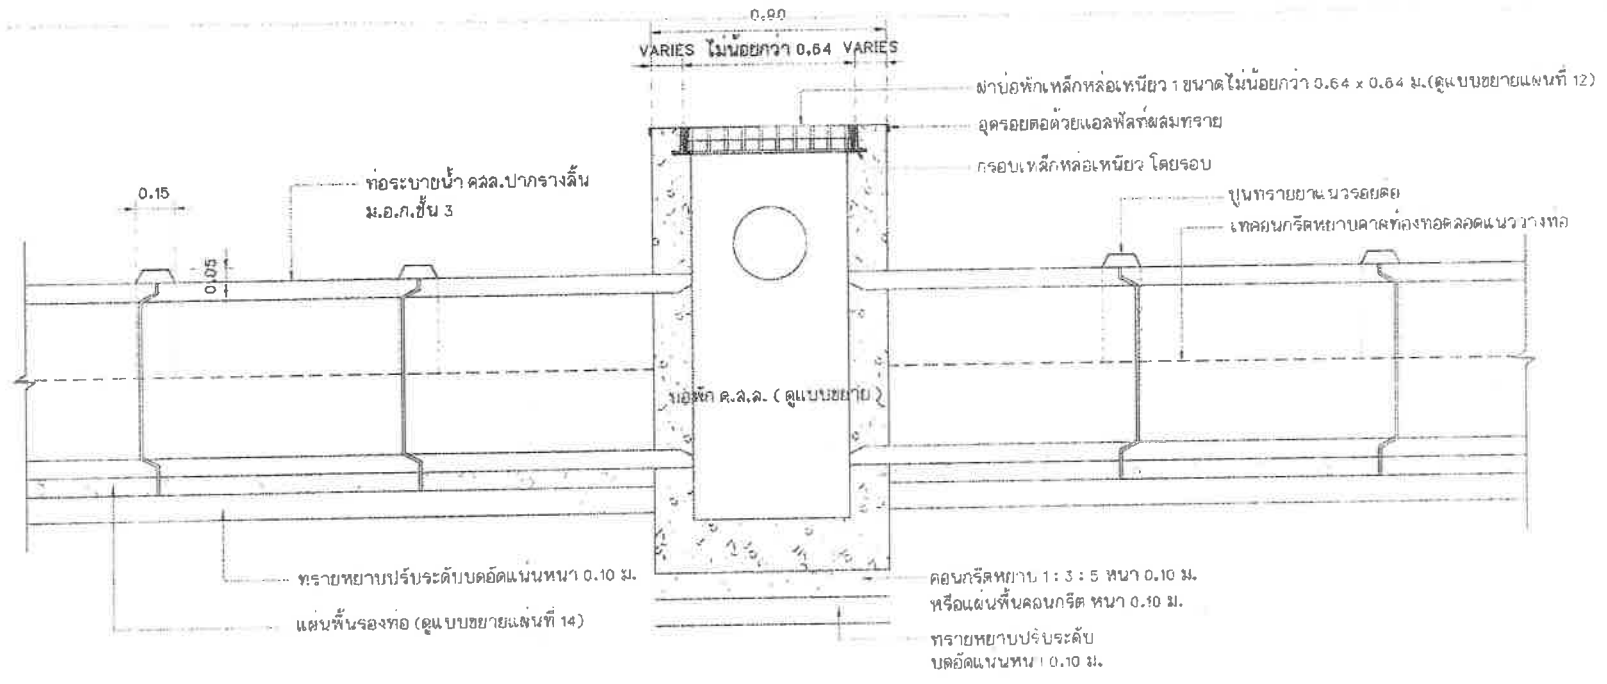 0.90
VARIES ไม่น้อยกว่า 0.64 VARIES
ฝาบ่อพักเหล็กหล่อเหนียว 1 ขนาดไม่น้อยกว่า 0.64 x 0.64 ม.(ดูแบบขยายแผ่นที่ 12)
อุดรอยต่อด้วยแอสฟัลท์ผสมทราย
กรอบเหล็กหล่อเหนียว โดยรอบ
ท่อระบายน้ำ คสล.ปากรางลิ้น
ม.อ.ก.ชั้น 3
0.15
ปูนทรายยาแนวรอยต่อ
เทคอนกรีตหยาบดาดท้องท่อตลอดแนววางท่อ
0.05
บ่อพัก ค.ส.ล. ( ดูแบบขยาย )
ทรายหยาบปรับระดับบดอัดแน่นหนา 0.10 ม.
แผ่นพื้นรองท่อ (ดูแบบขยายแผ่นที่ 14)
คอนกรีตหยาบ 1 : 3 : 5 หนา 0.10 ม.
หรือแผ่นพื้นคอนกรีต หนา 0.10 ม.
ทรายหยาบปรับระดับ
บดอัดแน่นหนา 0.10 ม.